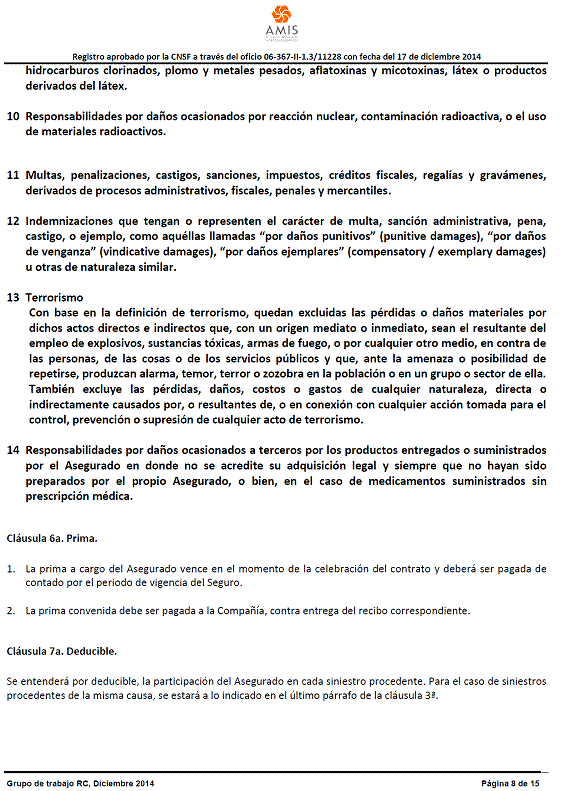 AMIS
Registro aprobado por la CNSF a través del oficio 06-367-II-1.3/11228 con fecha del 17 de diciembre 2014
hidrocarburos clorinados, plomo y metales pesados, aflatoxinas y micotoxinas, látex o productos
derivados del látex.
10 Responsabilidades por daños ocasionados por reacción nuclear, contaminación radioactiva, o el uso
de materiales radioactivos.
11 Multas, penalizaciones, castigos, sanciones, impuestos, créditos fiscales, regalías y gravámenes,
derivados de procesos administrativos, fiscales, penales y mercantiles.
12 Indemnizaciones que tengan o representen el carácter de multa, sanción administrativa, pena,
castigo, o ejemplo, como aquéllas llamadas “por daños punitivos” (punitive damages), “por daños
de venganza” (vindicative damages), “por daños ejemplares” (compensatory / exemplary damages)
u otras de naturaleza similar.
13 Terrorismo
Con base en la definición de terrorismo, quedan excluidas las pérdidas o daños materiales por
dichos actos directos e indirectos que, con un origen mediato o inmediato, sean el resultante del
empleo de explosivos, sustancias tóxicas, armas de fuego, o por cualquier otro medio, en contra de
las personas, de las cosas o de los servicios públicos y que, ante la amenaza o posibilidad de
repetirse, produzcan alarma, temor, terror o zozobra en la población o en un grupo o sector de ella.
También excluye las pérdidas, daños, costos o gastos de cualquier naturaleza, directa o
indirectamente causados por, o resultantes de, o en conexión con cualquier acción tomada para el
control, prevención o supresión de cualquier acto de terrorismo.
14 Responsabilidades por daños ocasionados a terceros por los productos entregados o suministrados
por el Asegurado en donde no se acredite su adquisición legal y siempre que no hayan sido
preparados por el propio Asegurado, o bien, en el caso de medicamentos suministrados sin
prescripción médica.
Cláusula 6a. Prima.
1. La prima a cargo del Asegurado vence en el momento de la celebración del contrato y deberá ser pagada de
contado por el periodo de vigencia del Seguro.
2. La prima convenida debe ser pagada a la Compañía, contra entrega del recibo correspondiente.
Cláusula 7a. Deducible.
Se entenderá por deducible, la participación del Asegurado en cada siniestro procedente. Para el caso de siniestros
procedentes de la misma causa, se estará a lo indicado en el último párrafo de la cláusula 3ª.
Grupo de trabajo RC, Diciembre 2014 Página 8 de 15